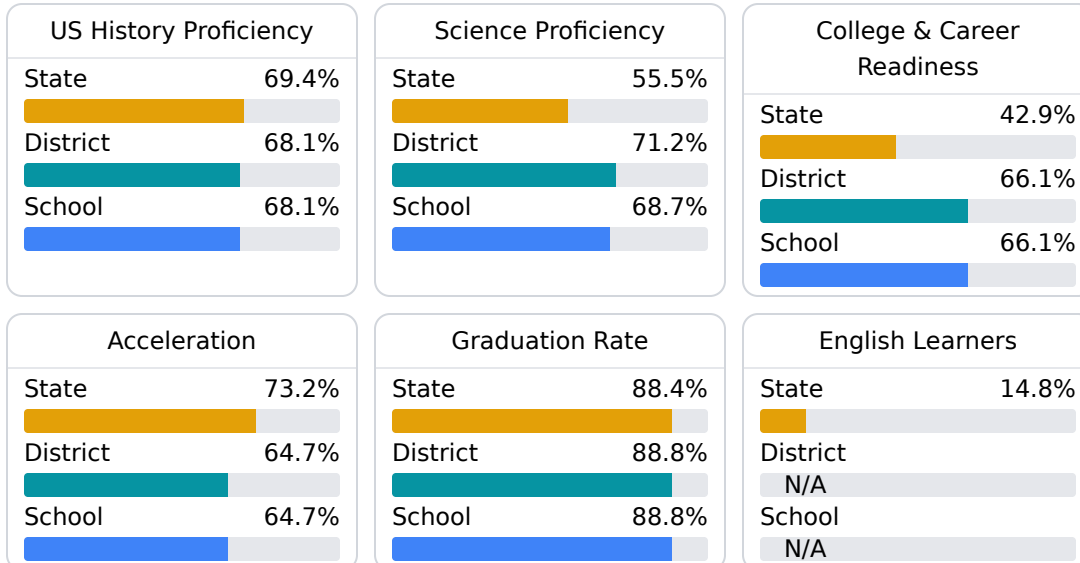 US History Proficiency
State 69.4%
District 68.1%
School 68.1%
Science Proficiency
State 55.5%
District 71.2%
School 68.7%
College & Career
Readiness
State 42.9%
District 66.1%
School 66.1%
Acceleration
State 73.2%
District 64.7%
School 64.7%
Graduation Rate
State 88.4%
District 88.8%
School 88.8%
English Learners
State 14.8%
District
N/A
School
N/A